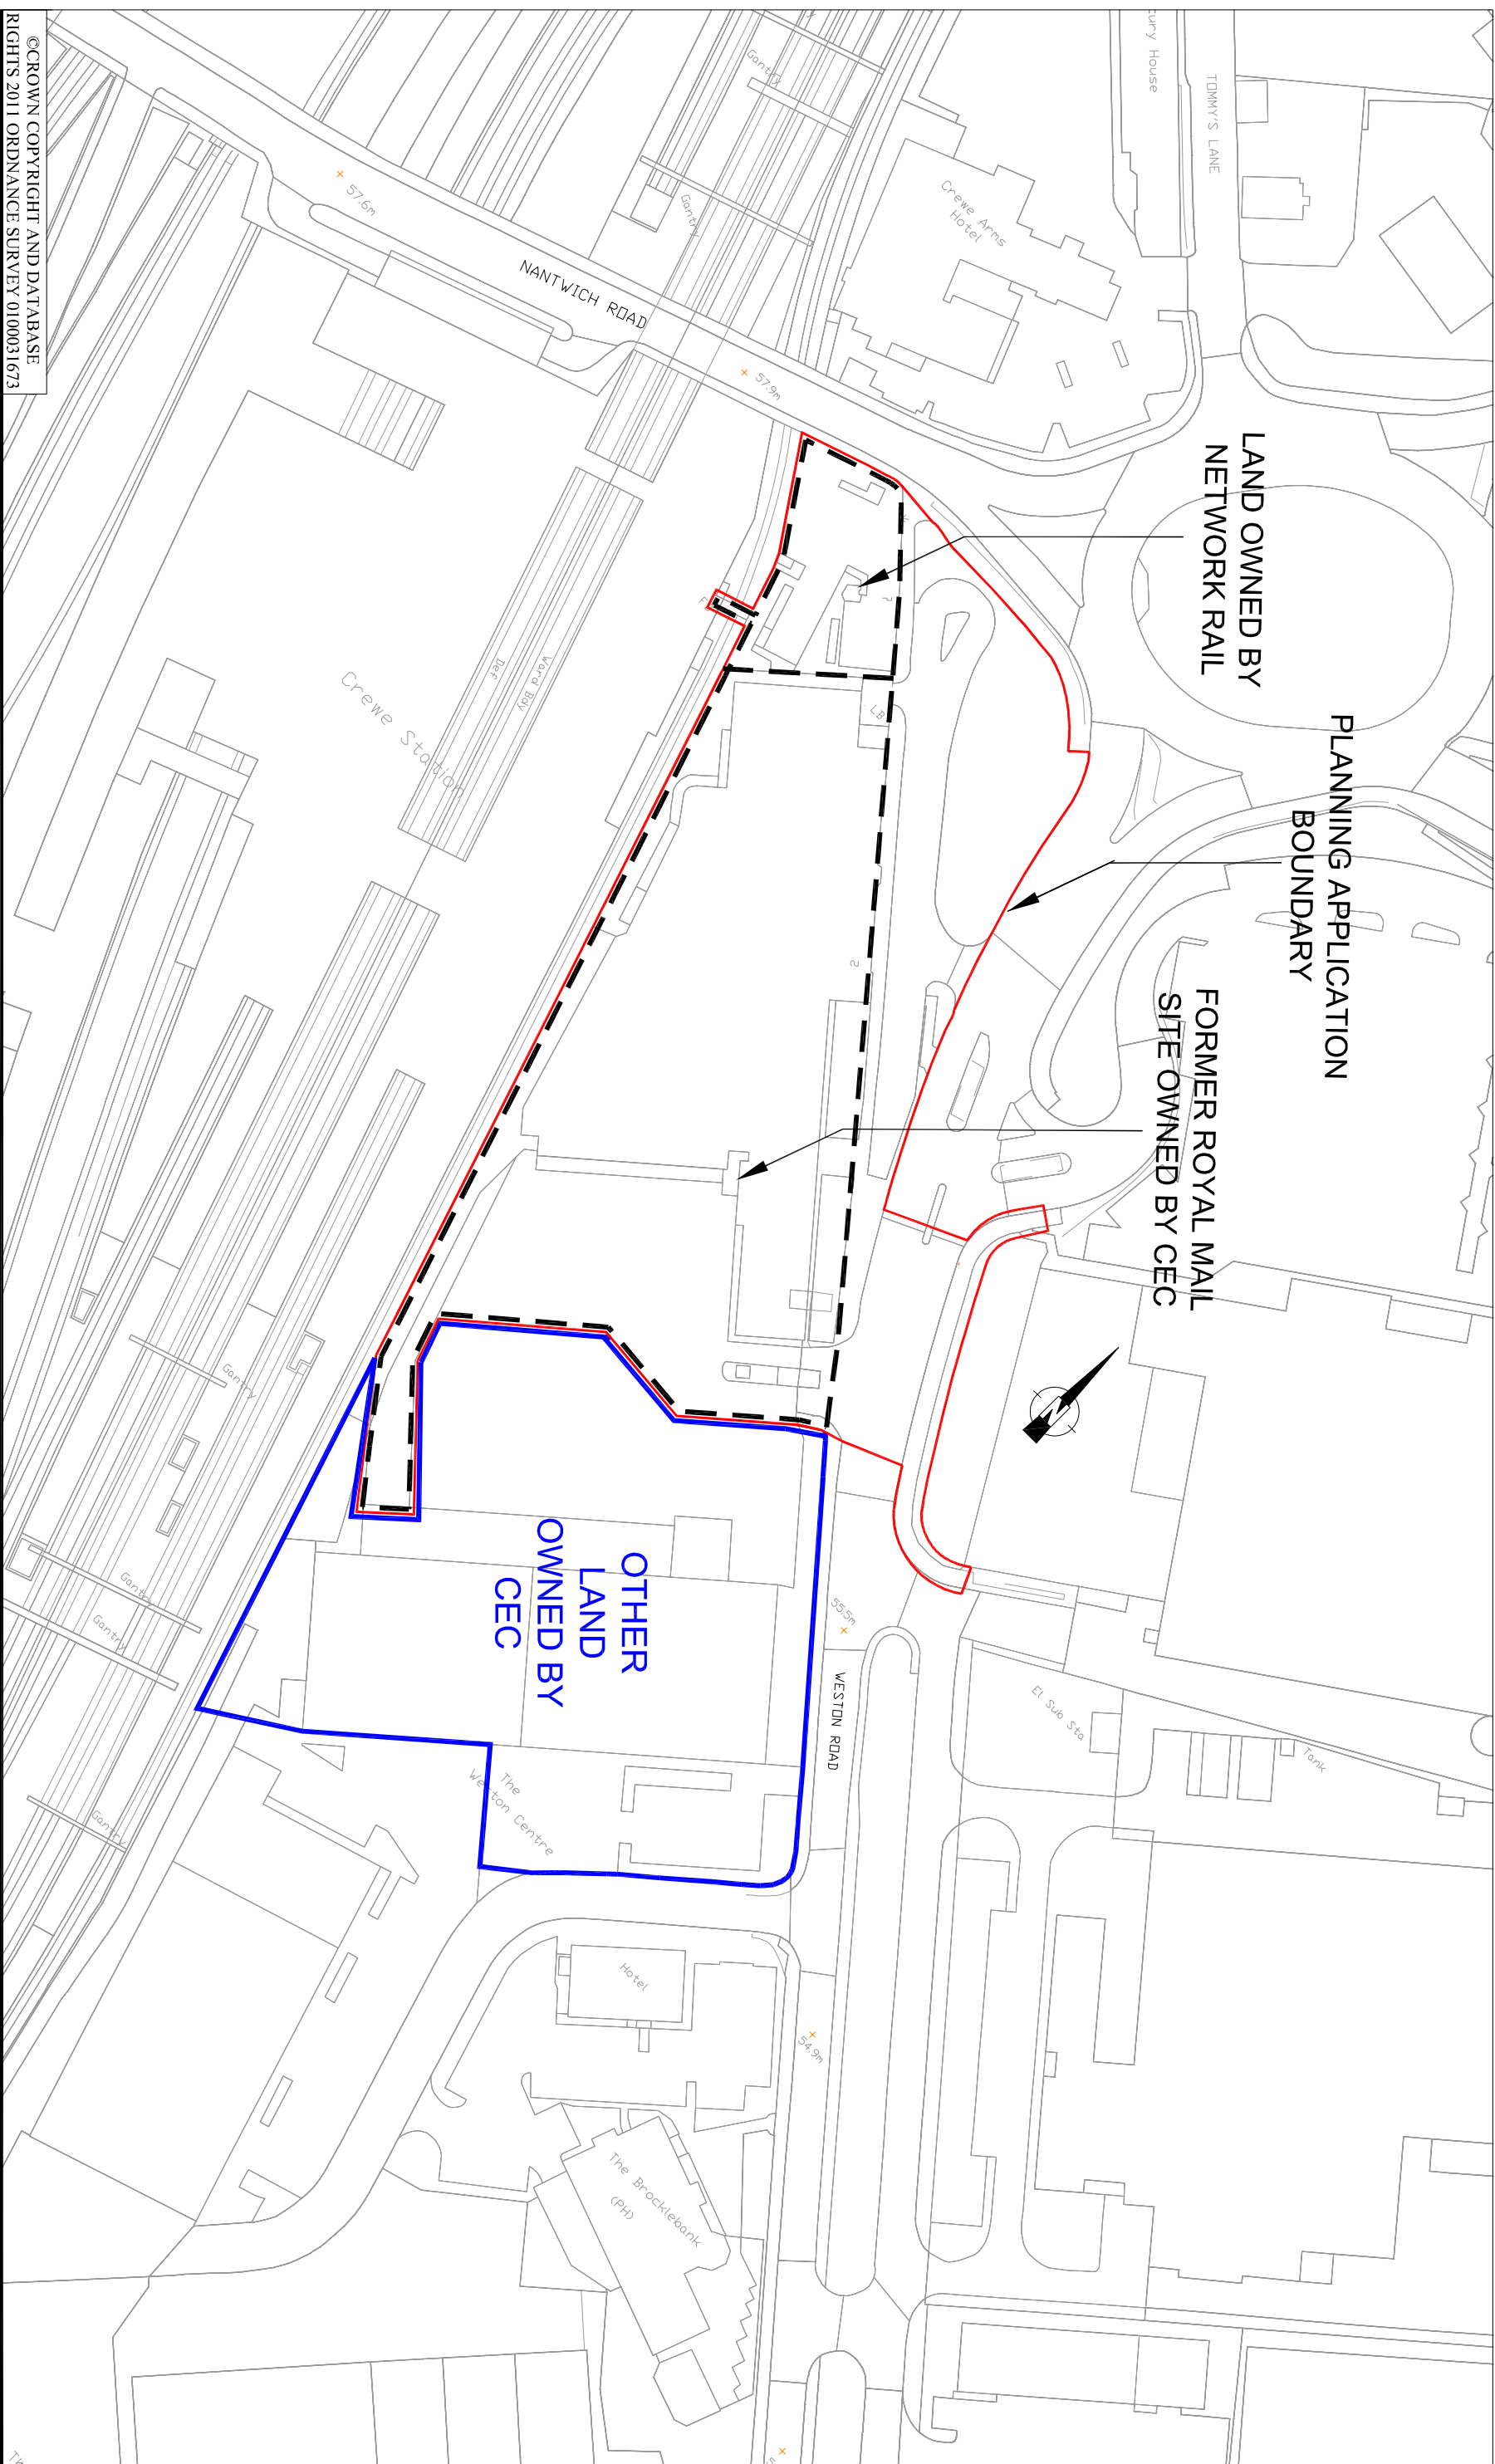 ©CROWN COPYRIGHT AND DATABASE
RIGHTS 2011 ORDNANCE SURVEY 0100031673
LAND OWNED BY
NETWORK RAIL
PLANNING APPLICATION
BOUNDARY
FORMER ROYAL MAIL
SITE OWNED BY CEC
OTHER
LAND
OWNED BY
CEC
NANTWICH ROAD
WESTON ROAD
TOMMY'S LANE
House
Crewe Arms
Hotel
Gantry
Gantry
57.6m
57.9m
Crewe Station
Ward Bdy
Def
LB
2
Gantry
Gantry
Gantry
Gantry
55.5m
El Sub Sta
Tank
The
Weston Centre
Hotel
54.9m
The Brocklebank
(PH)